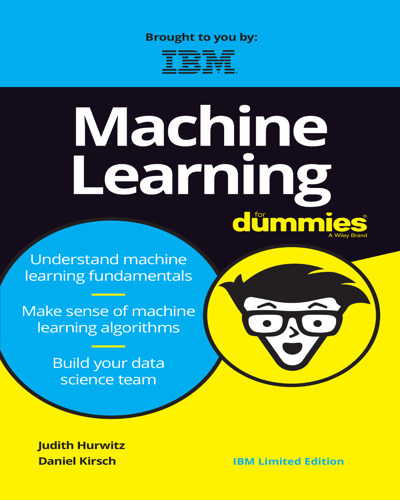 Brought to you by:
IBM
Machine
Learning
for
dummies®
A Wiley Brand
Understand machine
learning fundamentals
Make sense of machine
learning algorithms
Build your data
science team
Judith Hurwitz
Daniel Kirsch
IBM Limited Edition